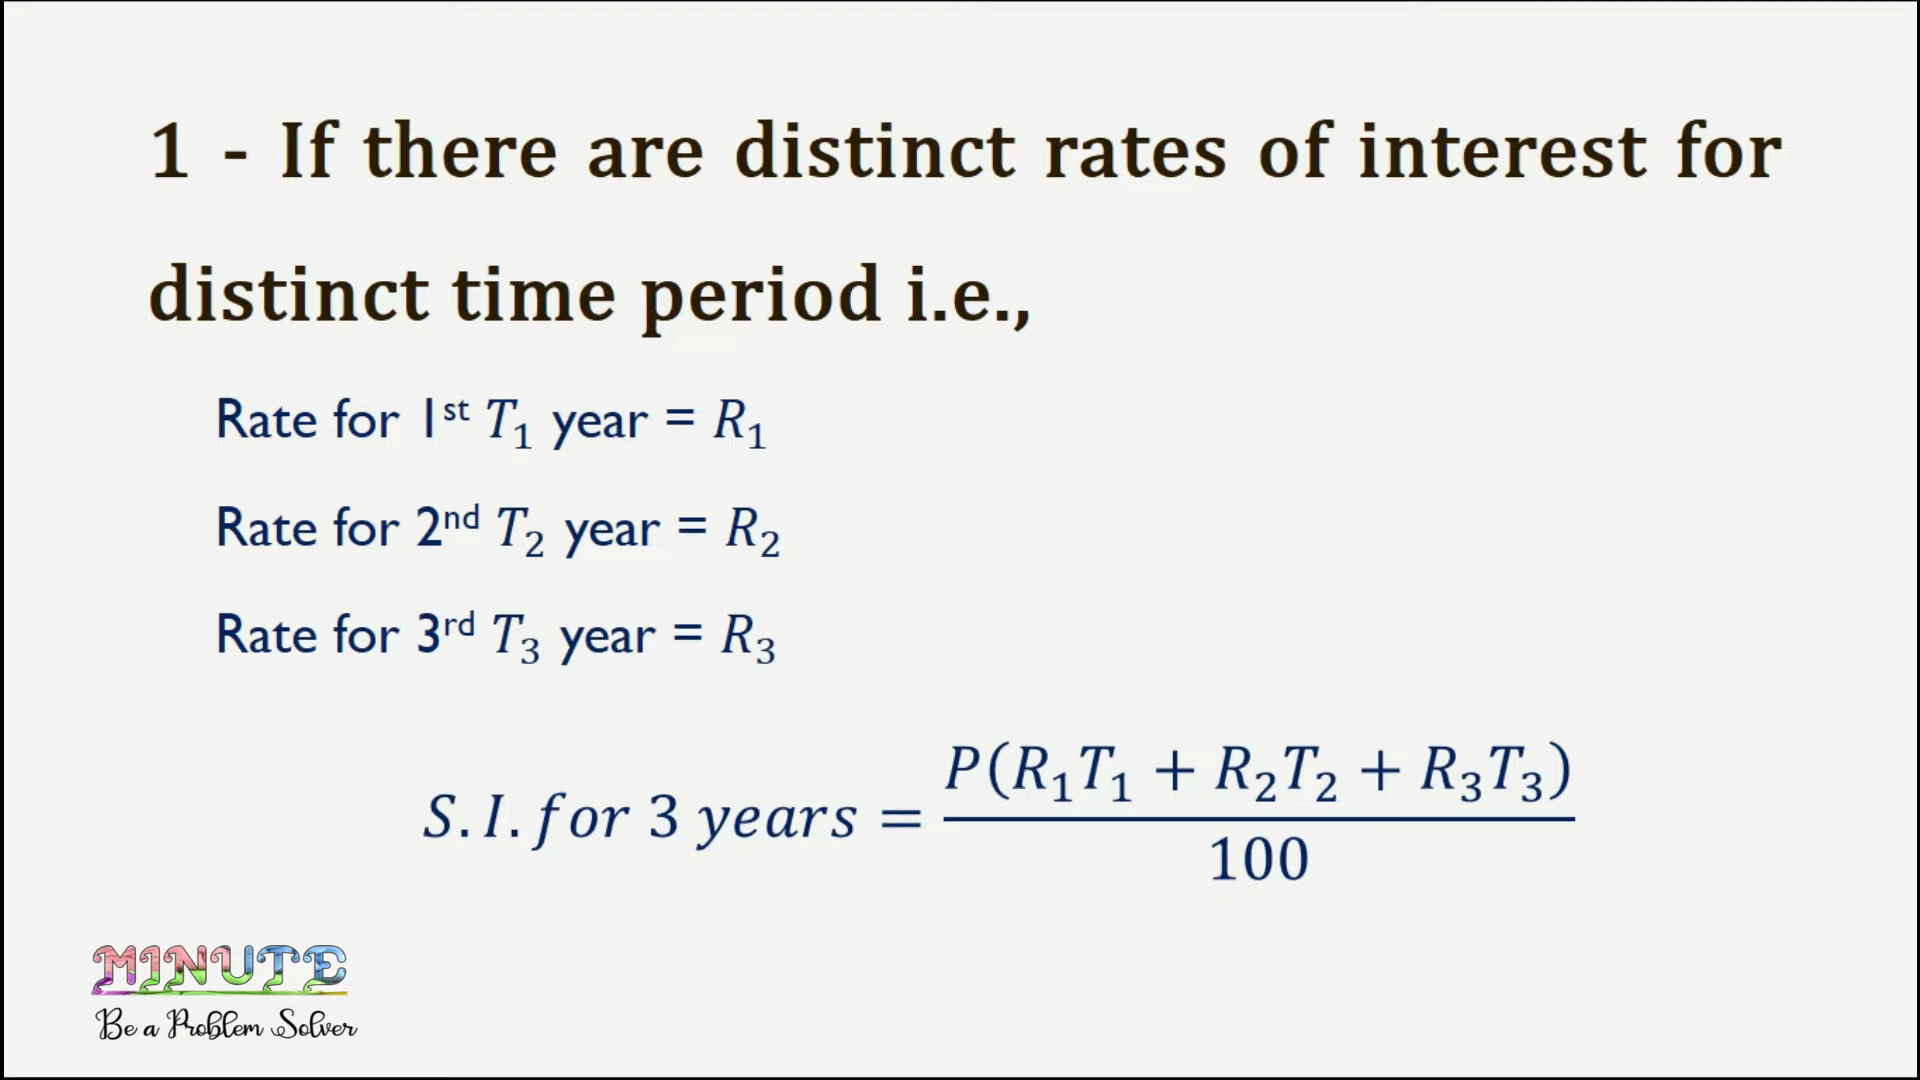 1 - If there are distinct rates of interest for
distinct time period i.e.,
Rate for 1ˢᵗ T₁ year = R₁
Rate for 2ⁿᵈ T₂ year = R₂
Rate for 3ʳᵈ T₃ year = R₃
S.I. for 3 years = P(R₁T₁ + R₂T₂ + R₃T₃) / 100
MINUTE
Be a Problem Solver